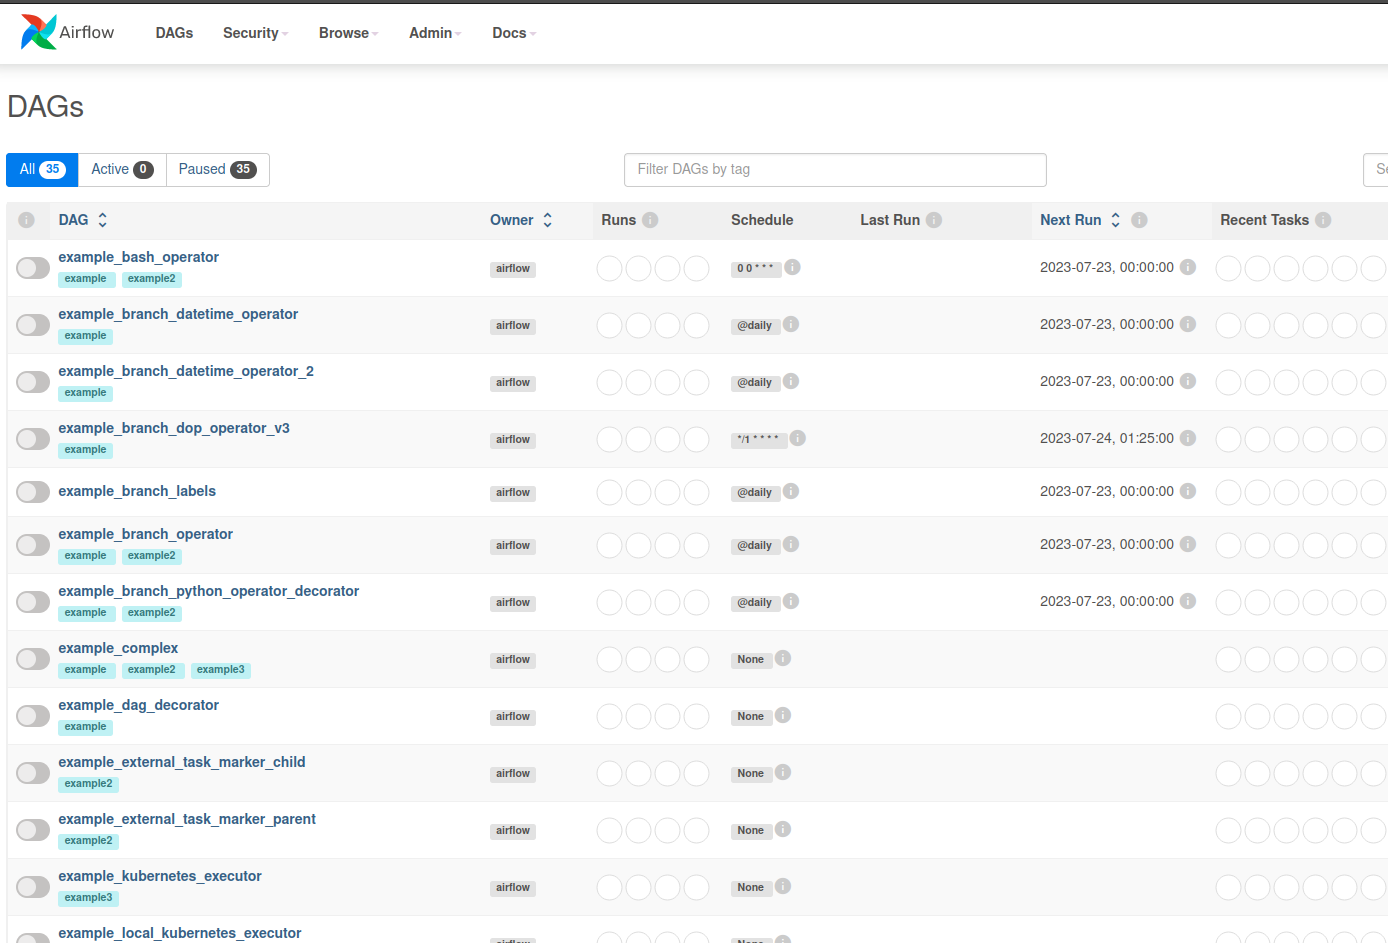 Airflow DAGs Security Browse Admin Docs
DAGs
All 35 Active 0 Paused 35 Filter DAGs by tag Se
DAG Owner Runs Schedule Last Run Next Run Recent Tasks
example_bash_operator
example example2
airflow 0 0 * * * 2023-07-23, 00:00:00
example_branch_datetime_operator
example
airflow @daily 2023-07-23, 00:00:00
example_branch_datetime_operator_2
example
airflow @daily 2023-07-23, 00:00:00
example_branch_dop_operator_v3
example
airflow */1 * * * * 2023-07-24, 01:25:00
example_branch_labels airflow @daily 2023-07-23, 00:00:00
example_branch_operator
example example2
airflow @daily 2023-07-23, 00:00:00
example_branch_python_operator_decorator
example example2
airflow @daily 2023-07-23, 00:00:00
example_complex
example example2 example3
airflow None
example_dag_decorator
example
airflow None
example_external_task_marker_child
example2
airflow None
example_external_task_marker_parent
example2
airflow None
example_kubernetes_executor
example3
airflow None
example_local_kubernetes_executor
airflow None